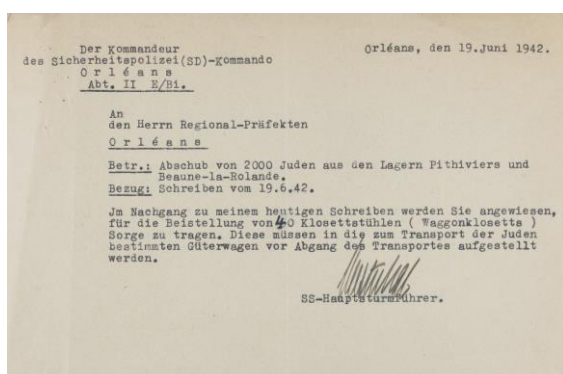 Der Kommandeur
des Sicherheitspolizei(SD)-Kommando
Orléans
Abt. II E/Bi.
Orléans, den 19.Juni 1942.
An
den Herrn Regional-Präfekten
Orléans
Betr.: Abschub von 2000 Juden aus den Lagern Pithiviers und
Beaune-la-Rolande.
Bezug: Schreiben vom 19.6.42.
Jm Nachgang zu meinem heutigen Schreiben werden Sie angewiesen,
für die Beistellung von 40 Klosettstühlen ( Waggonklosetts )
Sorge zu tragen. Diese müssen in die zum Transport der Juden
bestimmten Güterwagen vor Abgang des Transportes aufgestellt
werden.
SS-Hauptsturmführer.